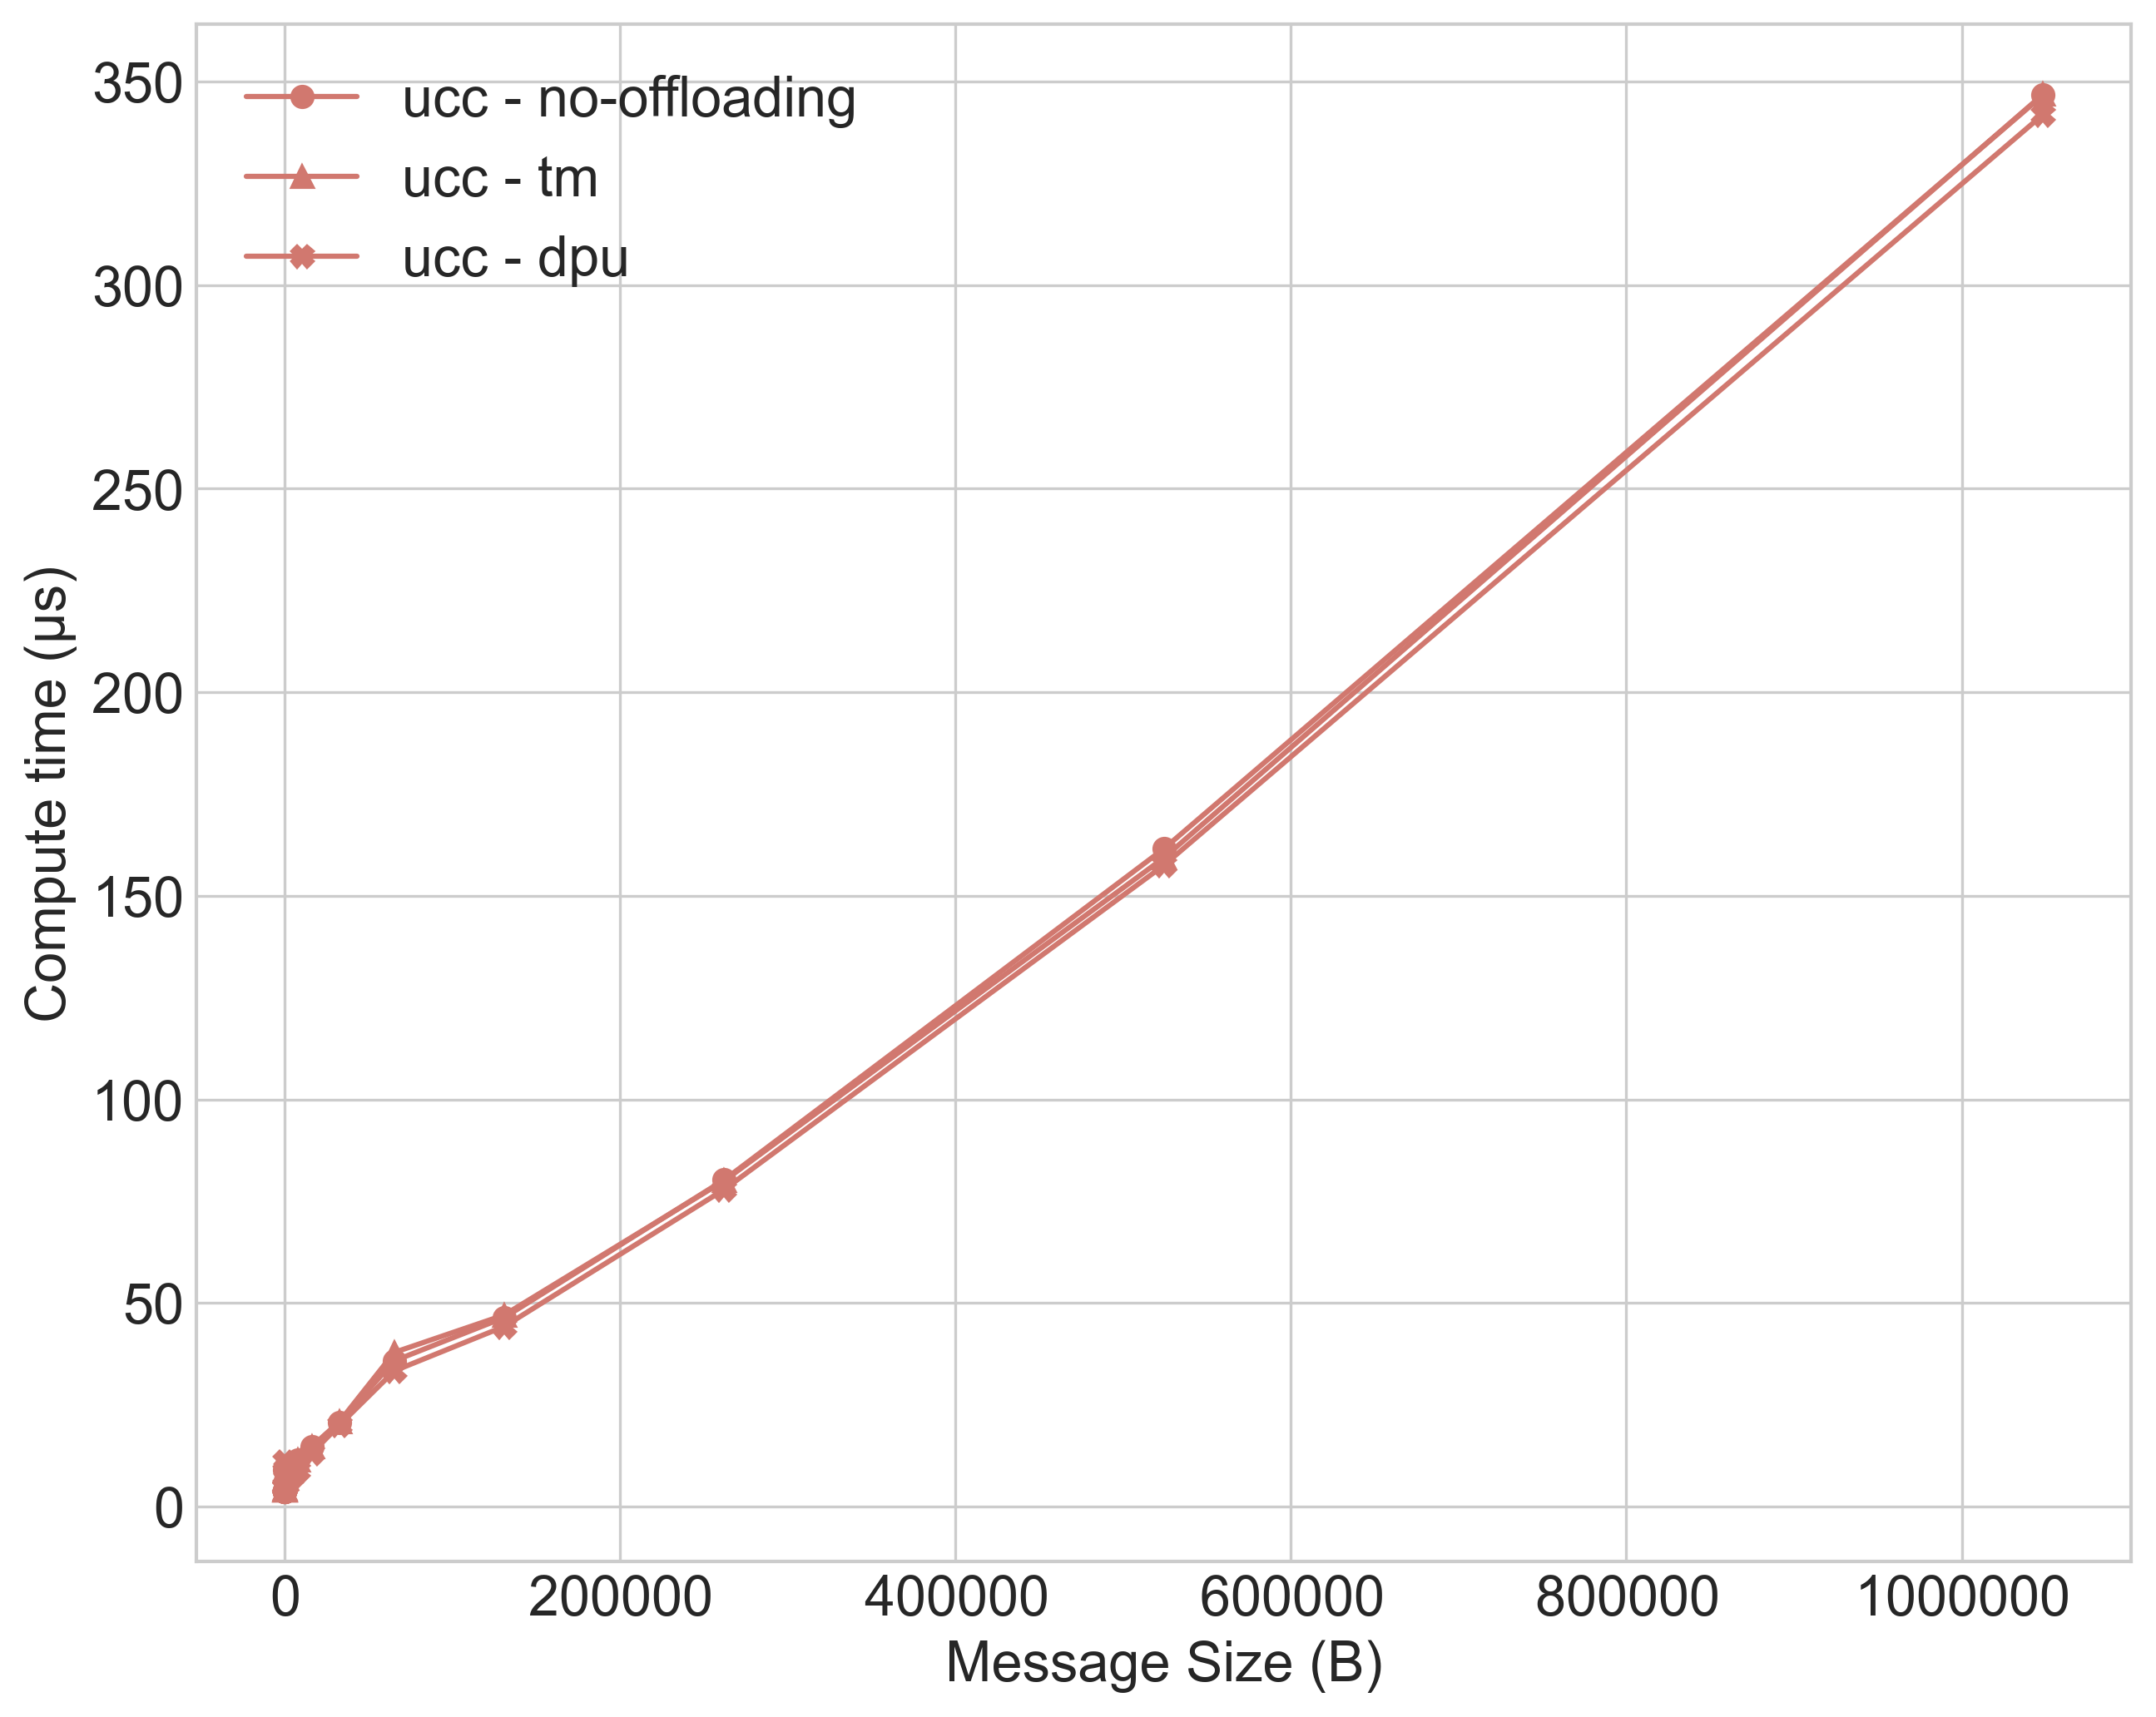 350
300
250
200
150
100
50
0
ucc - no-offloading
ucc - tm
ucc - dpu
Compute time (µs)
0 200000 400000 600000 800000 1000000
Message Size (B)